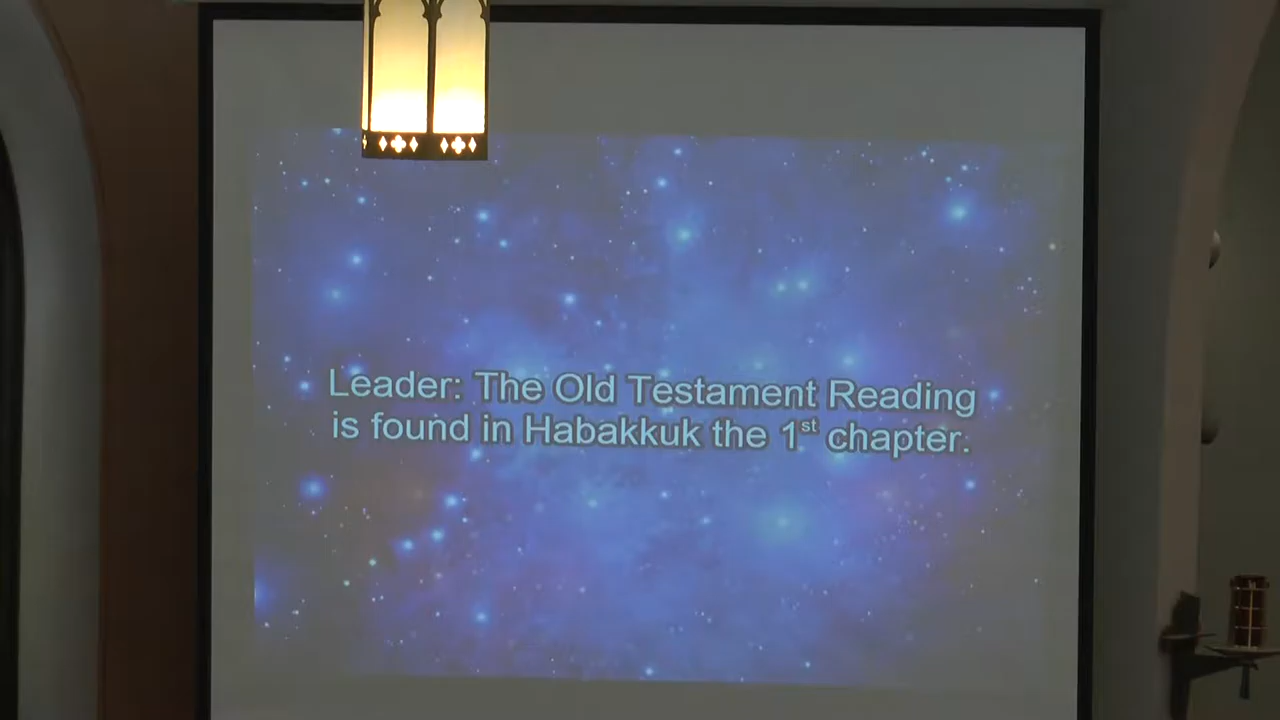 Leader: The Old Testament Reading
is found in Habakkuk the 1st chapter.